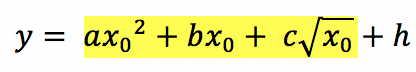 y = ax₀² + bx₀ + c√x₀ + h